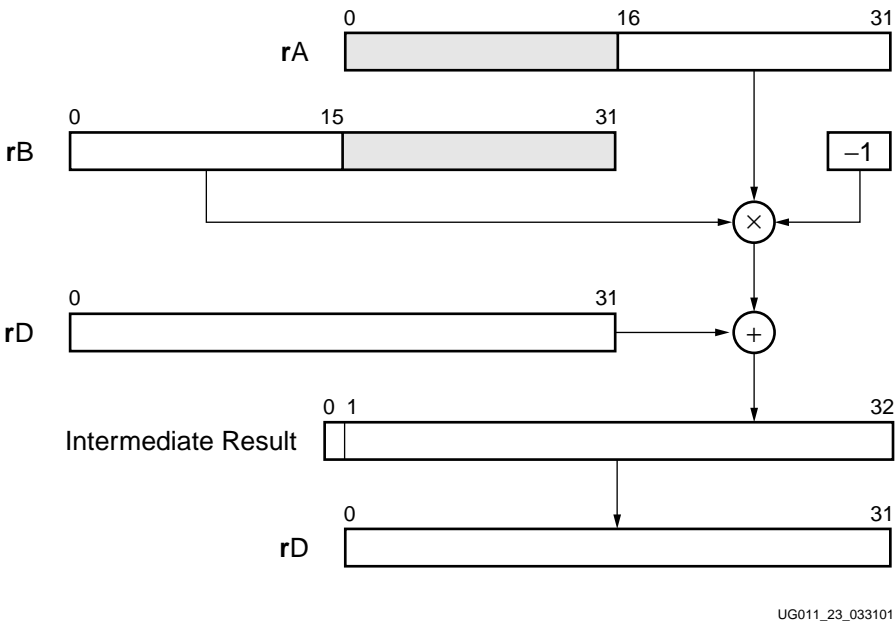 0 16 31
rA
0 15 31
rB −1
×
0 31
rD +
0 1 32
Intermediate Result
0 31
rD
UG011_23_033101